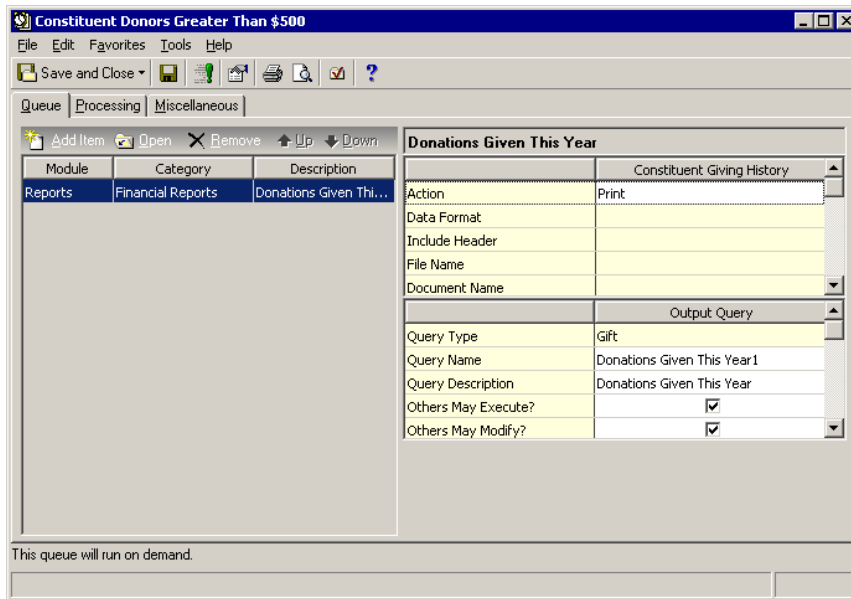 Constituent Donors Greater Than $500
File Edit Favorites Tools Help
Save and Close
Queue Processing Miscellaneous
Add Item Open Remove Up Down
Module Category Description
Reports Financial Reports Donations Given Thi...
Donations Given This Year
Constituent Giving History
Action Print
Data Format
Include Header
File Name
Document Name
Output Query
Query Type Gift
Query Name Donations Given This Year1
Query Description Donations Given This Year
Others May Execute?
Others May Modify?
This queue will run on demand.